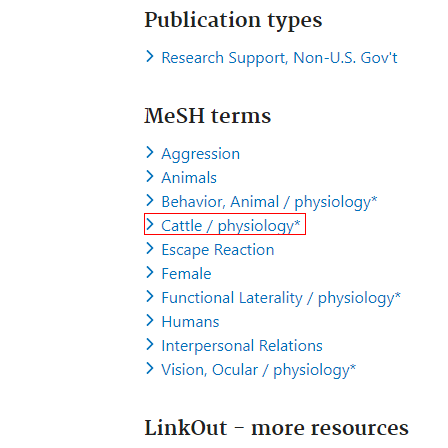 Publication types
Research Support, Non-U.S. Gov't
MeSH terms
Aggression
Animals
Behavior, Animal / physiology*
Cattle / physiology*
Escape Reaction
Female
Functional Laterality / physiology*
Humans
Interpersonal Relations
Vision, Ocular / physiology*
LinkOut - more resources